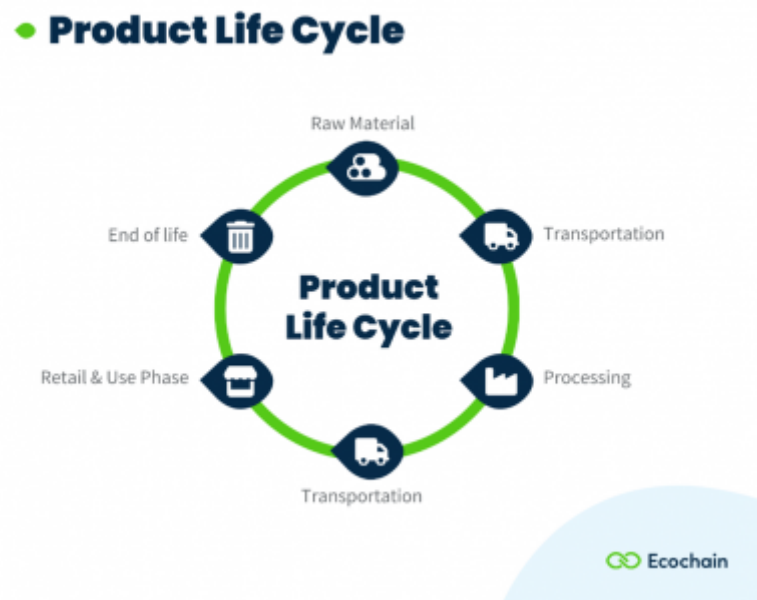 Product Life Cycle
Raw Material
End of life
Transportation
Product
Life Cycle
Retail & Use Phase
Processing
Transportation
Ecochain